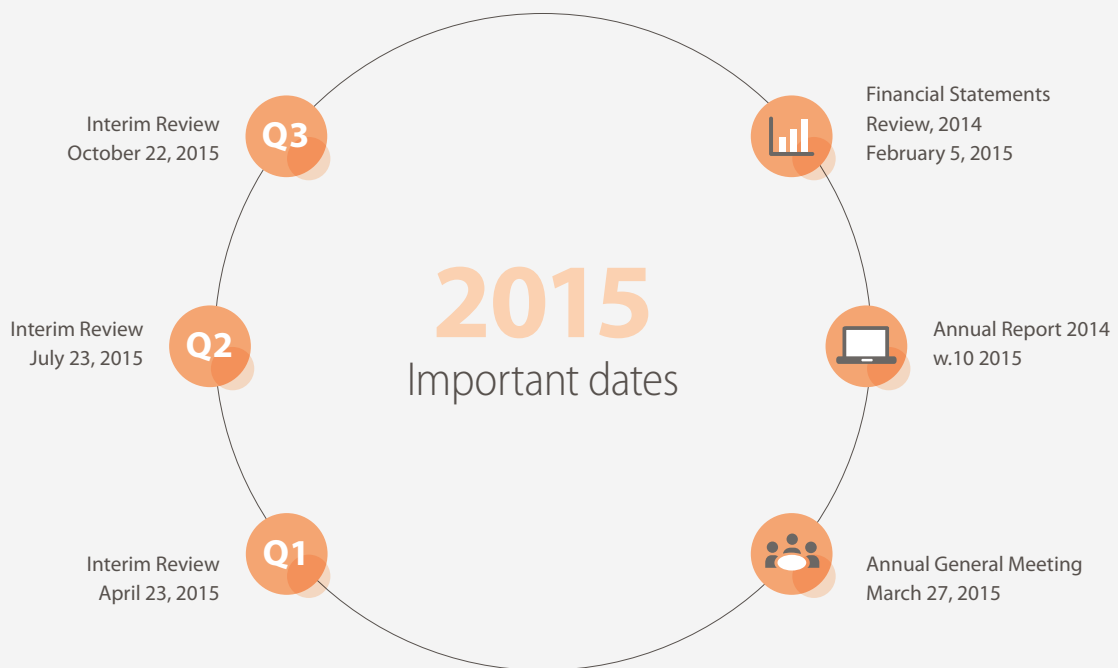 Q3
Interim Review
October 22, 2015
Financial Statements
Review, 2014
February 5, 2015
2015
Important dates
Q2
Interim Review
July 23, 2015
Annual Report 2014
w.10 2015
Q1
Interim Review
April 23, 2015
Annual General Meeting
March 27, 2015